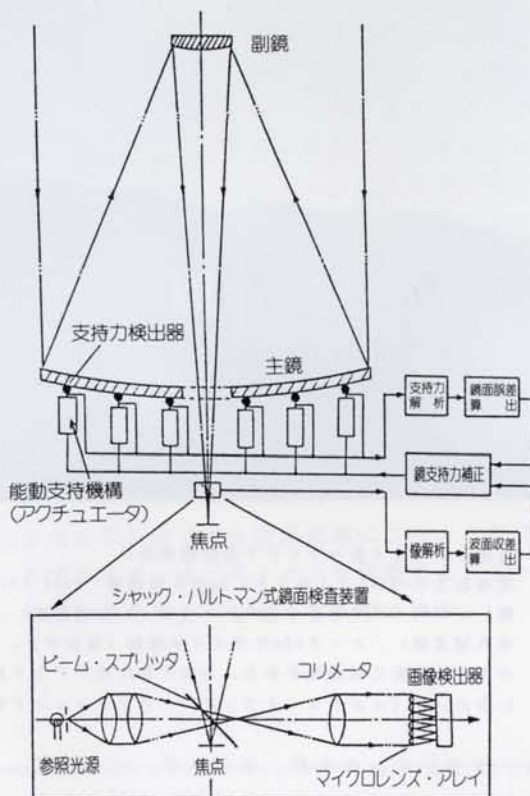 副鏡
支持力検出器
主鏡
支持力
解析
鏡面誤差
算出
能動支持機構
(アクチュエータ)
鏡支持力補正
焦点
像解析
波面収差
算出
シャック・ハルトマン式鏡面検査装置
ビーム・スプリッタ
コリメータ
画像検出器
参照光源
焦点
マイクロレンズ・アレイ